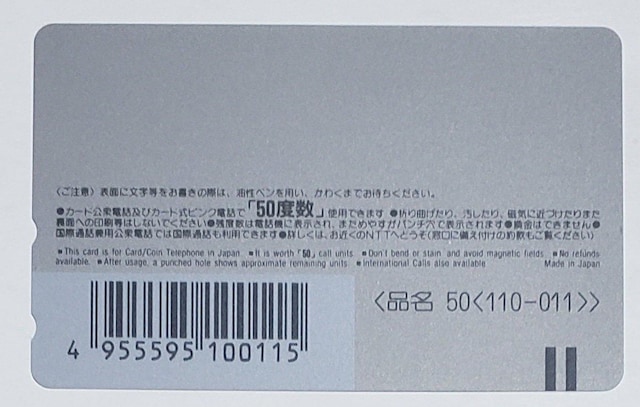 〈ご注意〉表面に文字等をお書きの際は、油性ペンを用い、かわくまでお待ちください。
●カード公衆電話及びカード式ピンク電話で「50度数」使用できます ●折り曲げたり、汚したり、磁気に近づけたりまた
裏面への印刷等はしないでください●残度数は電話機に表示され、まためやすがパンチ穴で表示されます●換金はできません●
国際通話兼用公衆電話では国際通話も利用できます●詳しくは、お近くのNTTへどうぞ(窓口に備え付けの約款もご覧ください)
■This card is for Card/Coin Telephone in Japan. ■It is worth「50」call units. ■Don't bend or stain and avoid magnetic fields. ■No refunds
available. ■After usage, a punched hole shows approximate remaining units. ■International Calls also available. Made in Japan
〈品名 50〈110-011〉〉
4 955595 100115